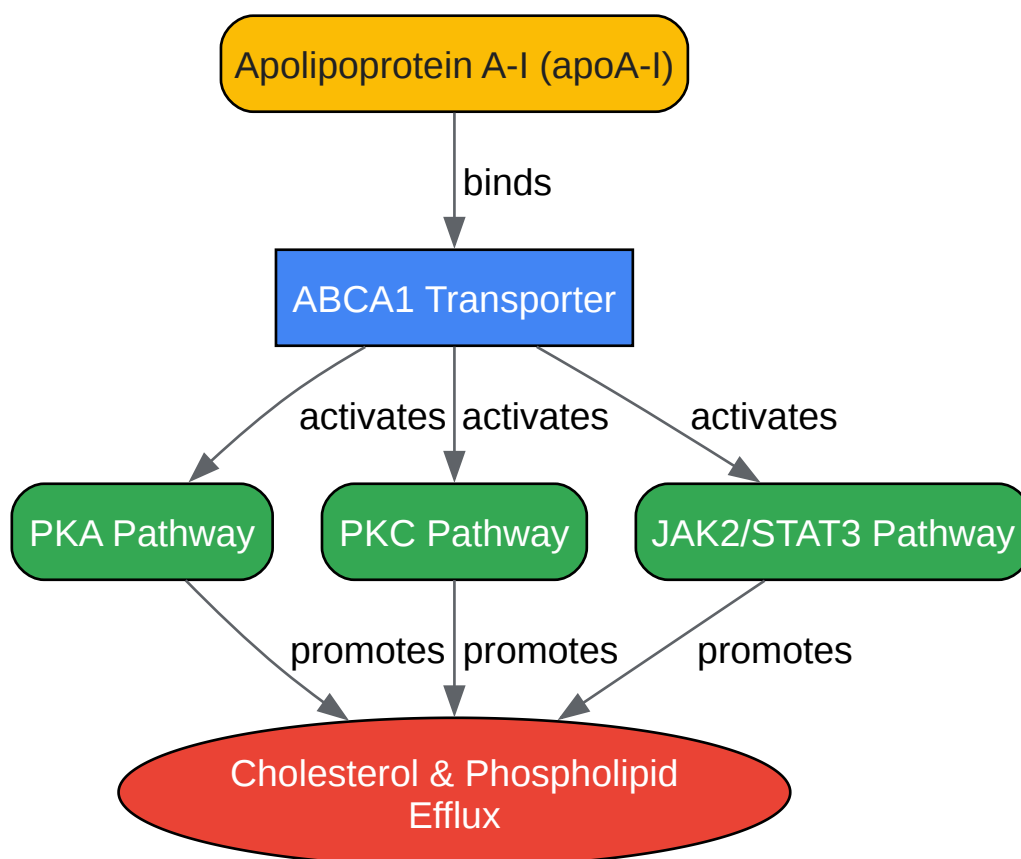 Apolipoprotein A-I (apoA-I)
binds
ABCA1 Transporter
activates
activates
activates
PKA Pathway
PKC Pathway
JAK2/STAT3 Pathway
promotes
promotes
promotes
Cholesterol & Phospholipid
Efflux